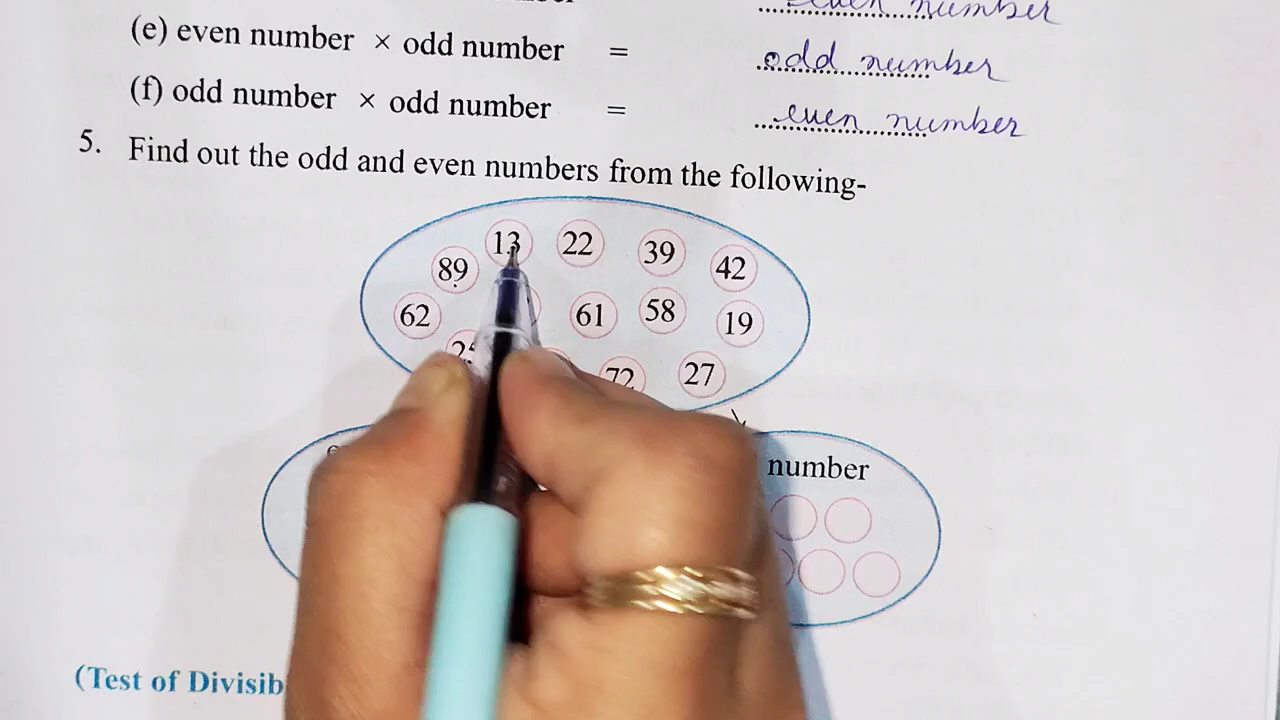 number
(e) even number × odd number = odd number
(f) odd number × odd number = even number
5. Find out the odd and even numbers from the following-
13 22 39 42
89
62 61 58 19
72 27
number
(Test of Divisib